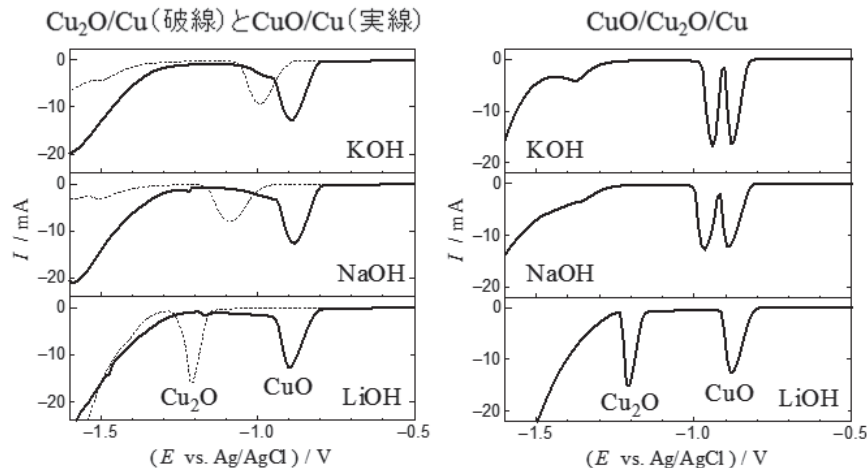 Cu₂O/Cu(破線)とCuO/Cu(実線)
CuO/Cu₂O/Cu
0
−10
−20
KOH
0
−10
−20
NaOH
0
−10
−20
Cu₂O
CuO
LiOH
I / mA
−1.5
−1.0
−0.5
(E vs. Ag/AgCl) / V
0
−10
−20
KOH
0
−10
−20
NaOH
0
−10
−20
Cu₂O
CuO
LiOH
I / mA
−1.5
−1.0
−0.5
(E vs. Ag/AgCl) / V